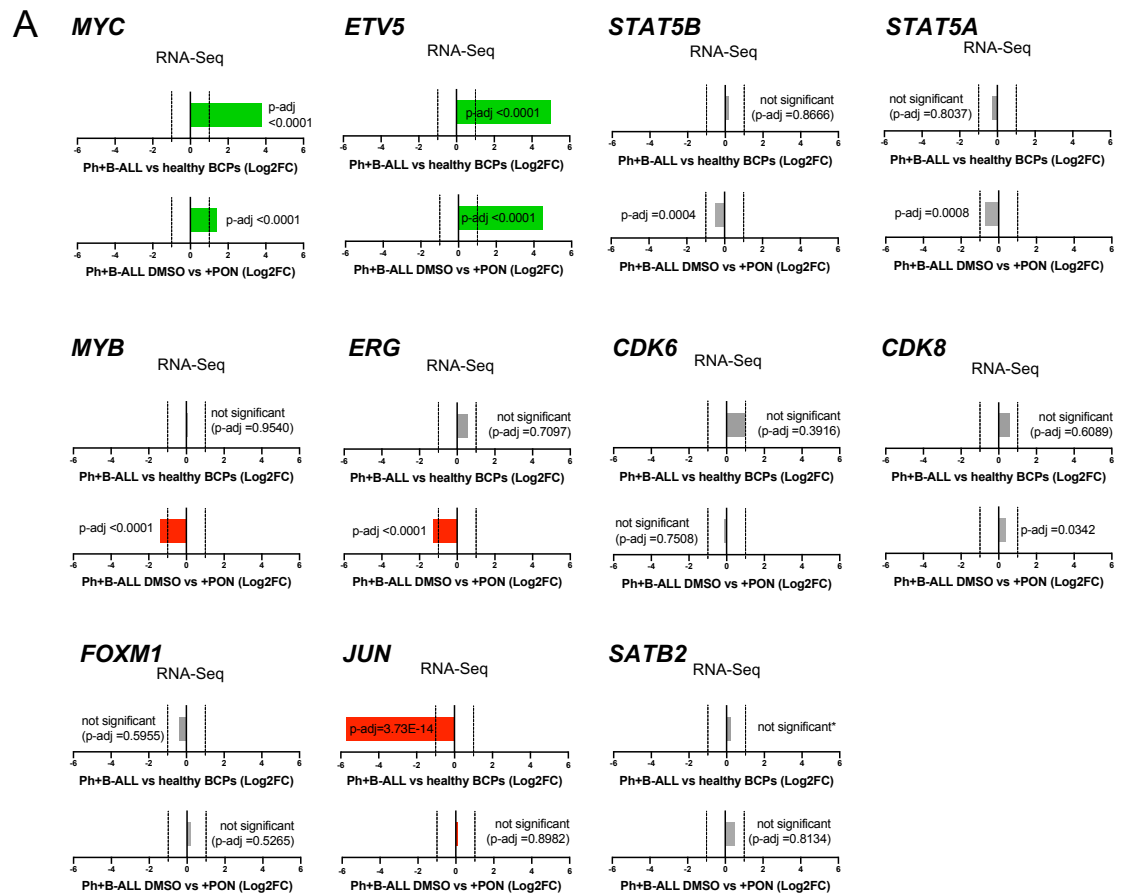 A
MYC
RNA-Seq
p-adj
<0.0001
-6 -4 -2 0 2 4 6
Ph+B-ALL vs healthy BCPs (Log2FC)
p-adj <0.0001
-6 -4 -2 0 2 4 6
Ph+B-ALL DMSO vs +PON (Log2FC)
ETV5
RNA-Seq
p-adj <0.0001
-6 -4 -2 0 2 4 6
Ph+B-ALL vs healthy BCPs (Log2FC)
p-adj <0.0001
-6 -4 -2 0 2 4 6
Ph+B-ALL DMSO vs +PON (Log2FC)
STAT5B
RNA-Seq
not significant
(p-adj =0.8666)
-6 -4 -2 0 2 4 6
Ph+B-ALL vs healthy BCPs (Log2FC)
p-adj =0.0004
-6 -4 -2 0 2 4 6
Ph+B-ALL DMSO vs +PON (Log2FC)
STAT5A
RNA-Seq
not significant
(p-adj =0.8037)
-6 -4 -2 0 2 4 6
Ph+B-ALL vs healthy BCPs (Log2FC)
p-adj =0.0008
-6 -4 -2 0 2 4 6
Ph+B-ALL DMSO vs +PON (Log2FC)
MYB
RNA-Seq
not significant
(p-adj =0.9540)
-6 -4 -2 0 2 4 6
Ph+B-ALL vs healthy BCPs (Log2FC)
p-adj <0.0001
-6 -4 -2 0 2 4 6
Ph+B-ALL DMSO vs +PON (Log2FC)
ERG
RNA-Seq
not significant
(p-adj =0.7097)
-6 -4 -2 0 2 4 6
Ph+B-ALL vs healthy BCPs (Log2FC)
p-adj <0.0001
-6 -4 -2 0 2 4 6
Ph+B-ALL DMSO vs +PON (Log2FC)
CDK6
RNA-Seq
not significant
(p-adj =0.3916)
-6 -4 -2 0 2 4 6
Ph+B-ALL vs healthy BCPs (Log2FC)
not significant
(p-adj =0.7508)
-6 -4 -2 0 2 4 6
Ph+B-ALL DMSO vs +PON (Log2FC)
CDK8
RNA-Seq
not significant
(p-adj =0.6089)
-6 -4 -2 0 2 4 6
Ph+B-ALL vs healthy BCPs (Log2FC)
p-adj =0.0342
-6 -4 -2 0 2 4 6
Ph+B-ALL DMSO vs +PON (Log2FC)
FOXM1
RNA-Seq
not significant
(p-adj =0.5955)
-6 -4 -2 0 2 4 6
Ph+B-ALL vs healthy BCPs (Log2FC)
not significant
(p-adj =0.5265)
-6 -4 -2 0 2 4 6
Ph+B-ALL DMSO vs +PON (Log2FC)
JUN
RNA-Seq
p-adj=3.73E-14
-6 -4 -2 0 2 4 6
Ph+B-ALL vs healthy BCPs (Log2FC)
not significant
(p-adj =0.8982)
-6 -4 -2 0 2 4 6
Ph+B-ALL DMSO vs +PON (Log2FC)
SATB2
RNA-Seq
not significant*
-6 -4 -2 0 2 4 6
Ph+B-ALL vs healthy BCPs (Log2FC)
not significant
(p-adj =0.8134)
-6 -4 -2 0 2 4 6
Ph+B-ALL DMSO vs +PON (Log2FC)